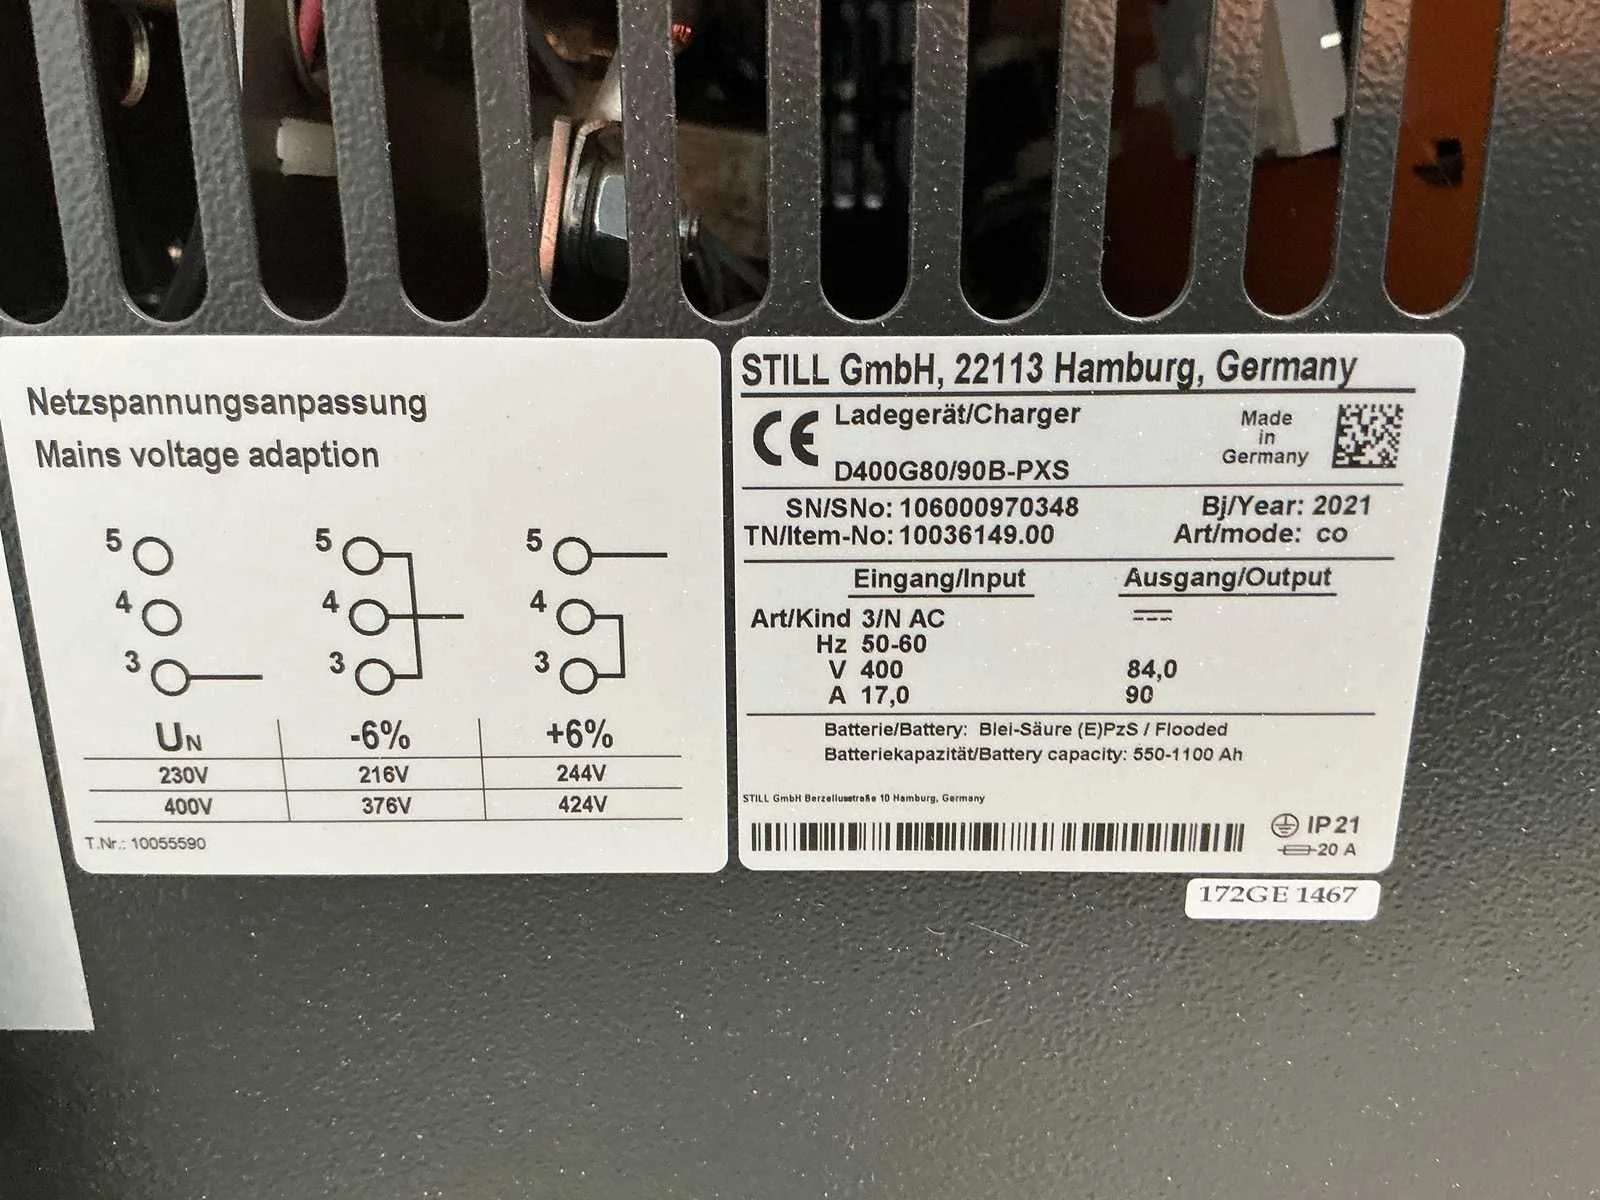 Netzspannungsanpassung
Mains voltage adaption
5 5 5
4 4 4
3 3 3
UN -6% +6%
230V 216V 244V
400V 376V 424V
T.Nr.: 10055590
STILL GmbH, 22113 Hamburg, Germany
CE Ladegerät/Charger
D400G80/90B-PXS
Made
in
Germany
SN/SNo: 106000970348 Bj/Year: 2021
TN/Item-No: 10036149.00 Art/mode: co
Eingang/Input Ausgang/Output
Art/Kind 3/N AC
Hz 50-60
V 400 84,0
A 17,0 90
Batterie/Battery: Blei-Säure (E)PzS / Flooded
Batteriekapazität/Battery capacity: 550-1100 Ah
STILL GmbH Berzeliusstraße 10 Hamburg, Germany
IP 21
20 A
172GE 1467